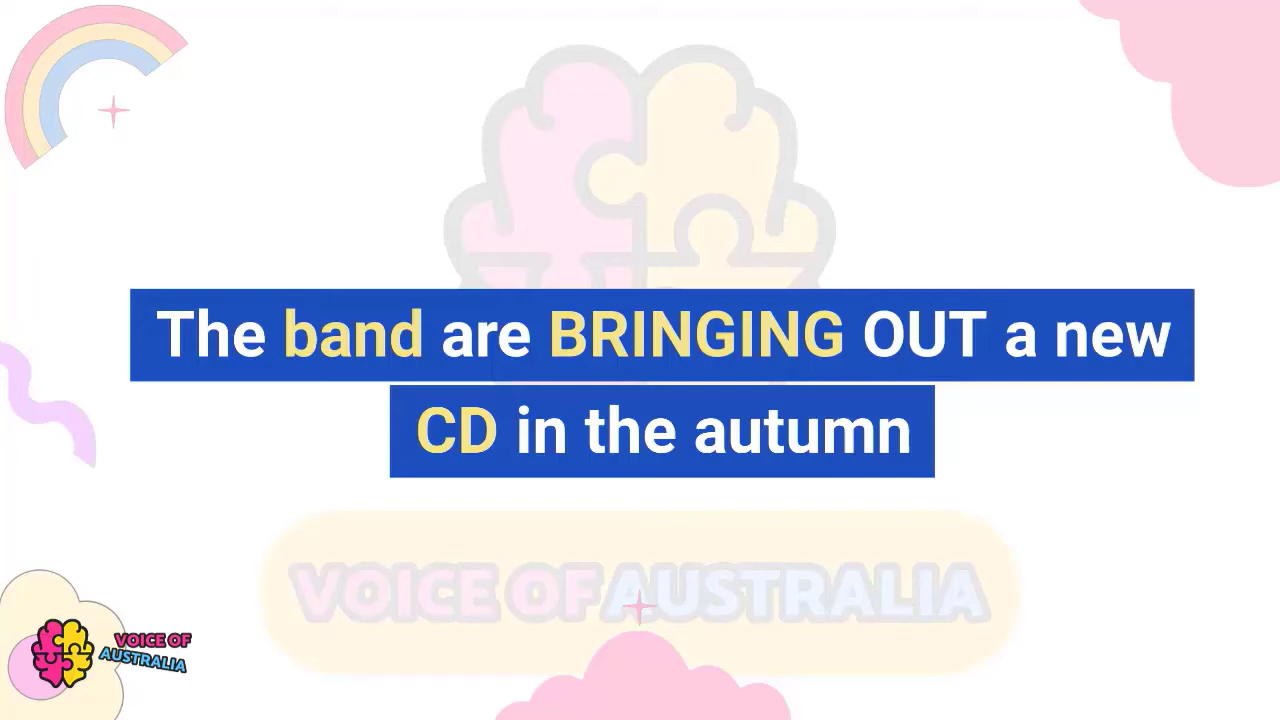 The band are BRINGING OUT a new
CD in the autumn
VOICE OF AUSTRALIA
VOICE OF
AUSTRALIA